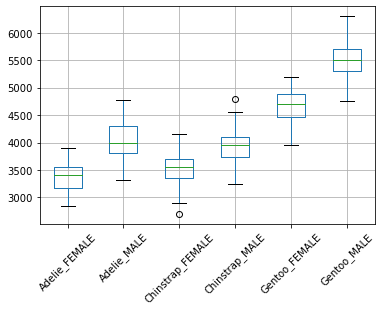 6000
5500
5000
4500
4000
3500
3000
Adelie_FEMALE
Adelie_MALE
Chinstrap_FEMALE
Chinstrap_MALE
Gentoo_FEMALE
Gentoo_MALE